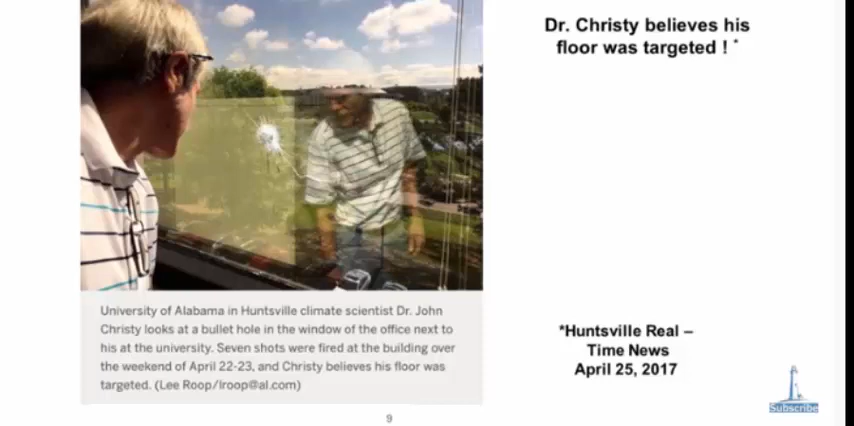 Dr. Christy believes his
floor was targeted ! *
University of Alabama in Huntsville climate scientist Dr. John
Christy looks at a bullet hole in the window of the office next to
his at the university. Seven shots were fired at the building over
the weekend of April 22-23, and Christy believes his floor was
targeted. (Lee Roop/lroop@al.com)
*Huntsville Real –
Time News
April 25, 2017
Subscribe
9